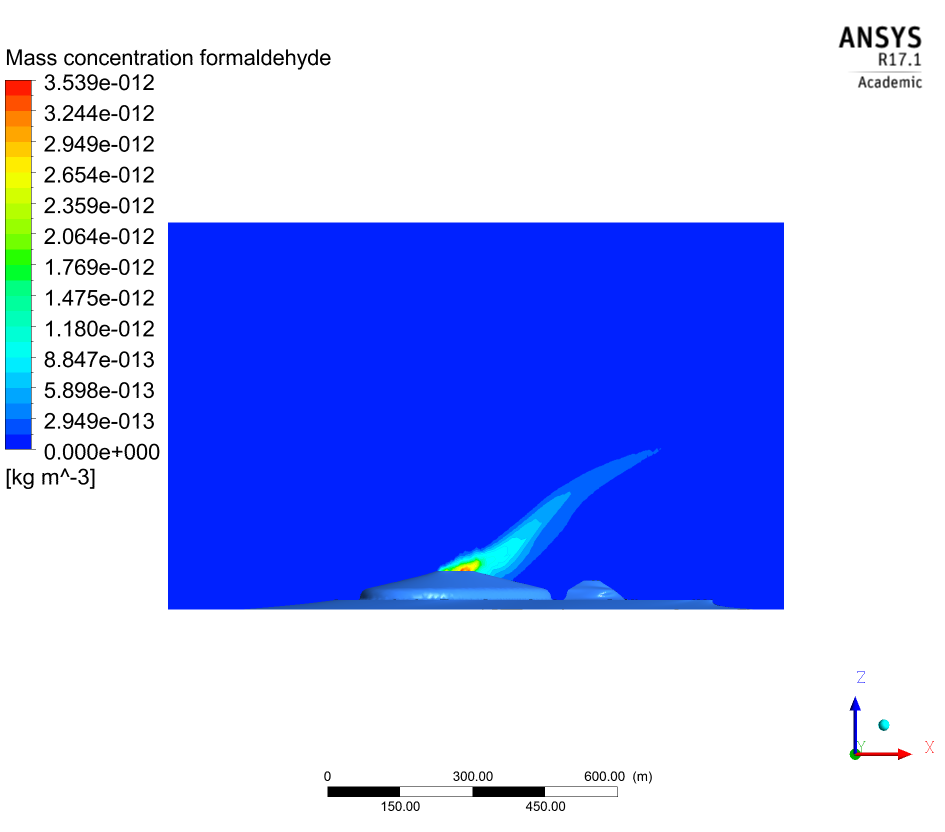 ANSYS
R17.1
Academic
Mass concentration formaldehyde
3.539e-012
3.244e-012
2.949e-012
2.654e-012
2.359e-012
2.064e-012
1.769e-012
1.475e-012
1.180e-012
8.847e-013
5.898e-013
2.949e-013
0.000e+000
[kg m^-3]
Z
Y
X
0 300.00 600.00 (m)
150.00 450.00